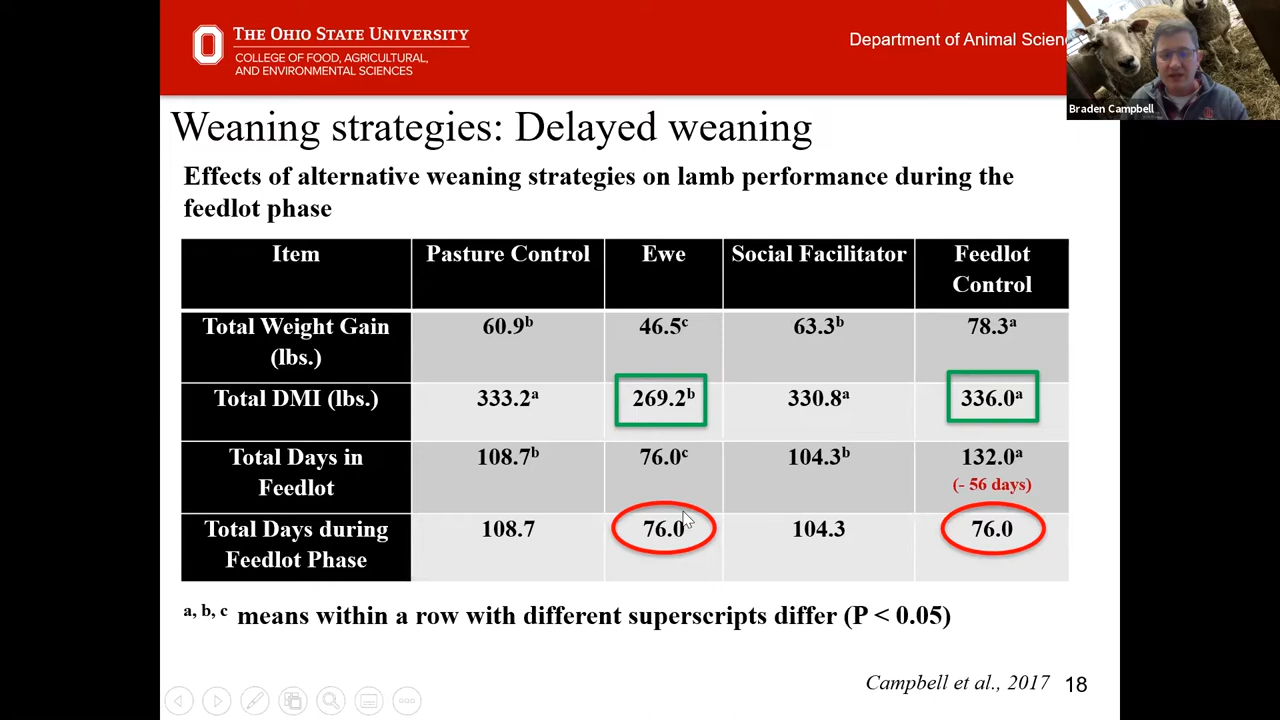 THE OHIO STATE UNIVERSITY
COLLEGE OF FOOD, AGRICULTURAL,
AND ENVIRONMENTAL SCIENCES
Department of Animal Scien
Braden Campbell
Weaning strategies: Delayed weaning
Effects of alternative weaning strategies on lamb performance during the
feedlot phase
Item Pasture Control Ewe Social Facilitator Feedlot
Control
Total Weight Gain 60.9ᵇ 46.5ᶜ 63.3ᵇ 78.3ᵃ
(lbs.)
Total DMI (lbs.) 333.2ᵃ 269.2ᵇ 330.8ᵃ 336.0ᵃ
Total Days in 108.7ᵇ 76.0ᶜ 104.3ᵇ 132.0ᵃ
Feedlot (- 56 days)
Total Days during 108.7 76.0 104.3 76.0
Feedlot Phase
ᵃ, ᵇ, ᶜ means within a row with different superscripts differ (P < 0.05)
Campbell et al., 2017 18